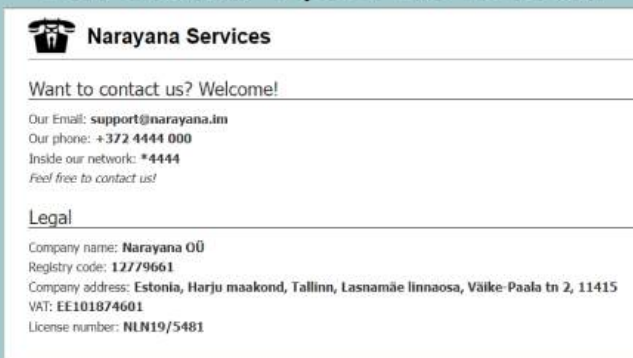 Narayana Services
Want to contact us? Welcome!
Our Email: support@narayana.im
Our phone: +372 4444 000
Inside our network: *4444
Feel free to contact us!
Legal
Company name: Narayana OÜ
Registry code: 12779661
Company address: Estonia, Harju maakond, Tallinn, Lasnamäe linnaosa, Väike-Paala tn 2, 11415
VAT: EE101874601
License number: NLN19/5481